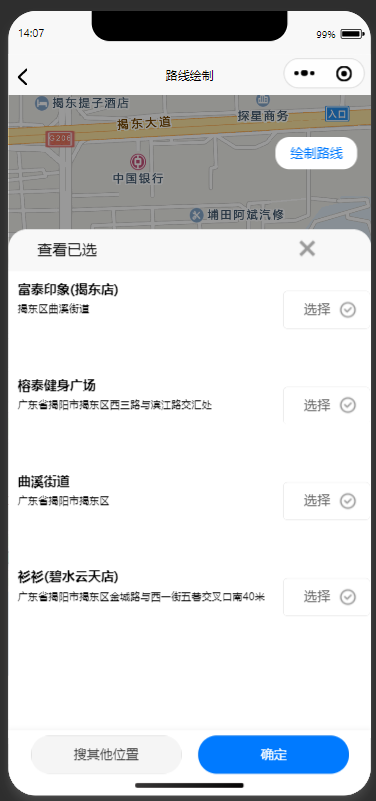 14:07
99%
路线绘制
揭东提子酒店
探星商务
入口
揭东大道
G206
绘制路线
中国银行
埔田阿斌汽修
查看已选
富泰印象(揭东店)
揭东区曲溪街道
选择
榕泰健身广场
广东省揭阳市揭东区西三路与滨江路交汇处
选择
曲溪街道
广东省揭阳市揭东区
选择
衫衫(碧水云天店)
广东省揭阳市揭东区金城路与西一街五巷交叉口南40米
选择
搜其他位置
确定